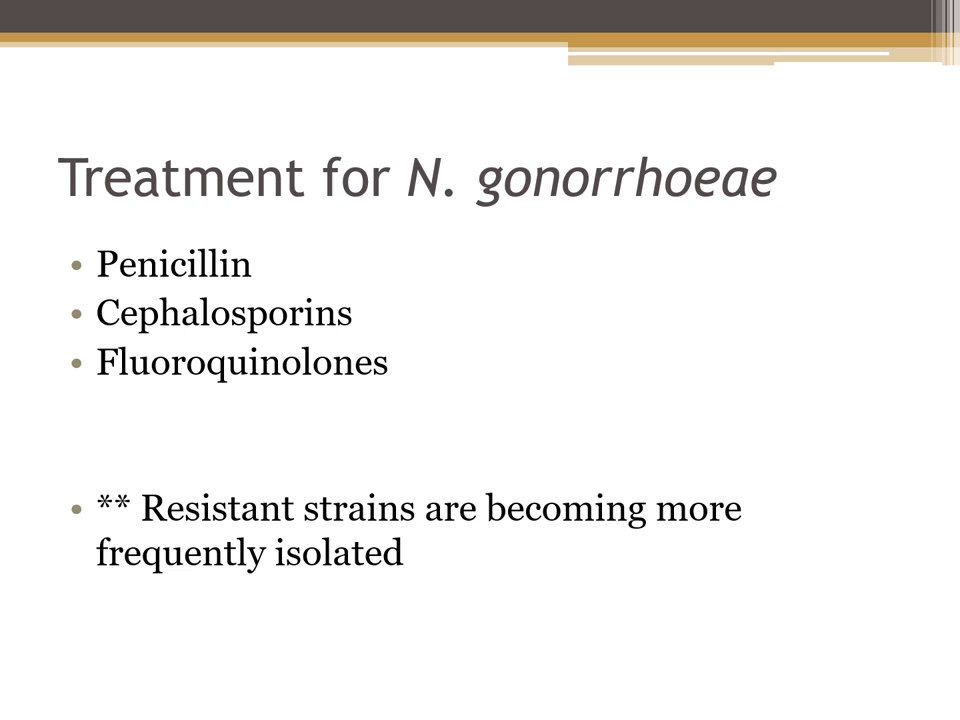 Treatment for N. gonorrhoeae
• Penicillin
• Cephalosporins
• Fluoroquinolones
• ** Resistant strains are becoming more
frequently isolated